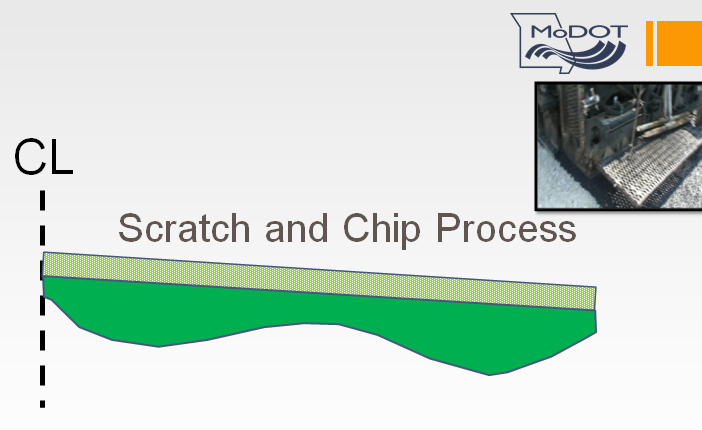 MoDOT
CL
Scratch and Chip Process